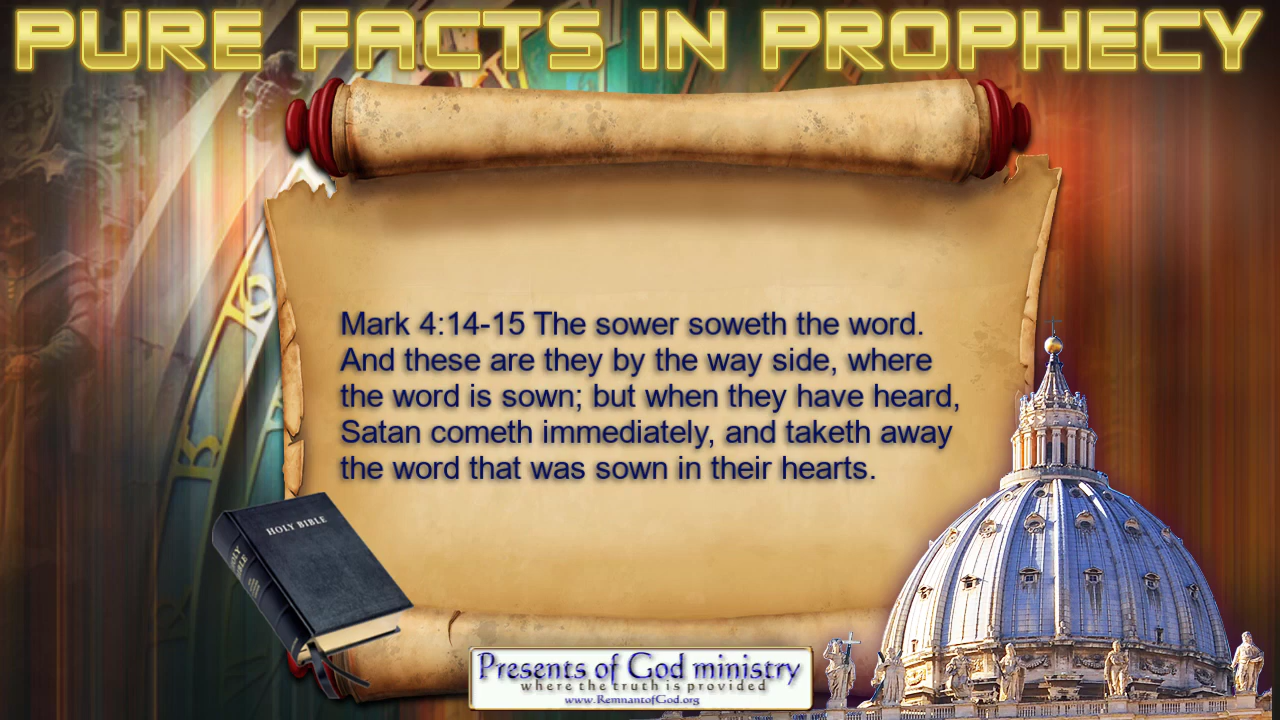 PURE FACTS IN PROPHECY
Mark 4:14-15 The sower soweth the word.
And these are they by the way side, where
the word is sown; but when they have heard,
Satan cometh immediately, and taketh away
the word that was sown in their hearts.
HOLY BIBLE
HOLY
BIBLE
Presents of God ministry
where the truth is provided
www.RemnantofGod.org